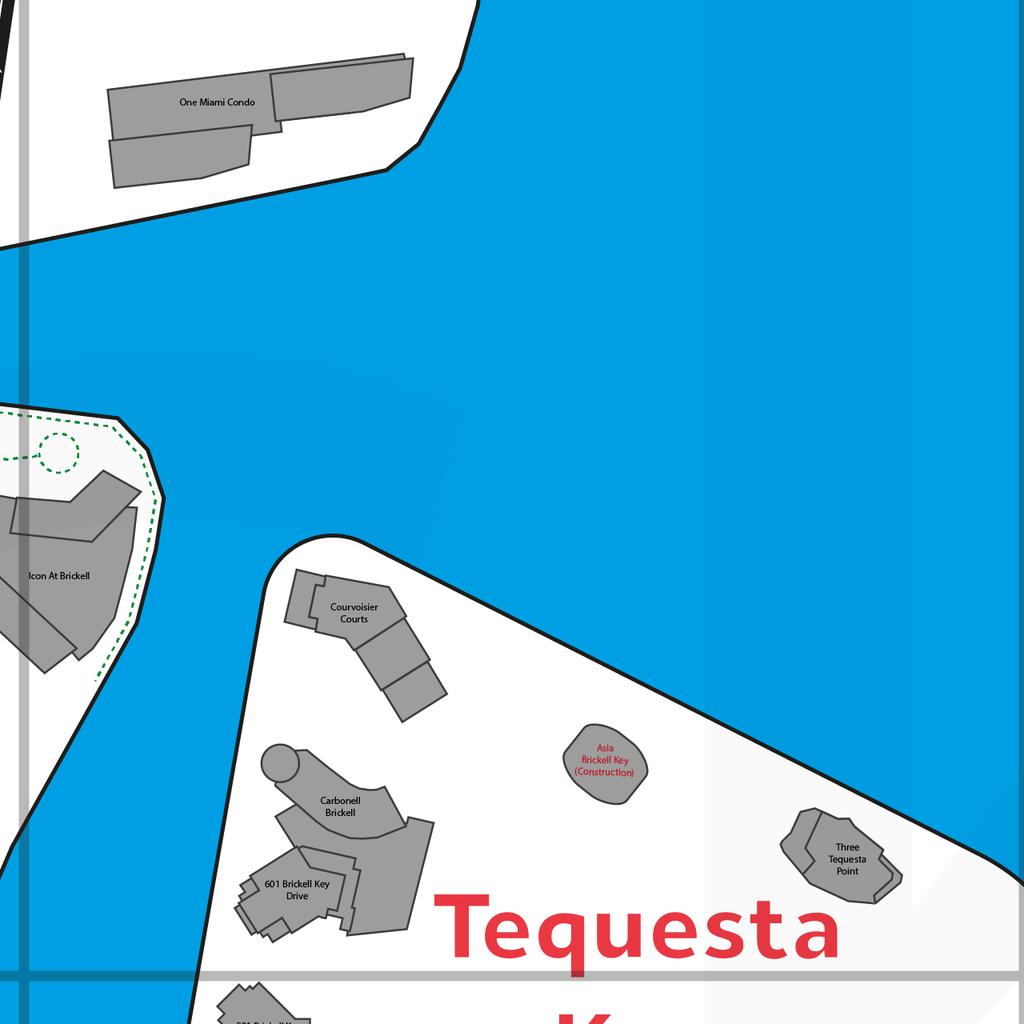 One Miami Condo
Icon At Brickell
Courvoisier
Courts
Asia
Brickell Key
(Construction)
Carbonell
Brickell
Three
Tequesta
Point
601 Brickell Key
Drive
Tequesta